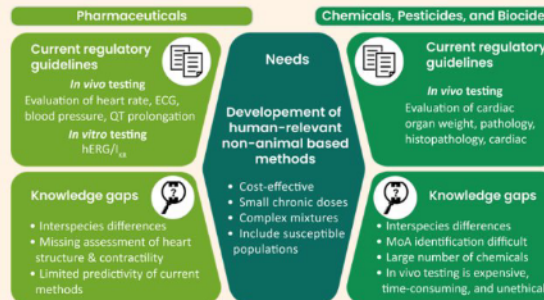 Pharmaceuticals
Current regulatory
guidelines
In vivo testing
Evaluation of heart rate, ECG,
blood pressure, QT prolongation
In vitro testing
hERG/I
Knowledge gaps
• Interspecies differences
• Missing assessment of heart
structure & contractility
• Limited predictivity of current
methods
Needs
Developement of
human-relevant
non-animal based
methods
• Cost-effective
• Small chronic doses
• Complex mixtures
• Include susceptible
populations
Chemicals, Pesticides, and Biocide
Current regulatory
guidelines
In vivo testing
Evaluation of cardiac
organ weight, pathology,
histopathology, cardiac
Knowledge gaps
• Interspecies differences
• MoA identification difficult
• Large number of chemicals
• In vivo testing is expensive,
time-consuming, and unethical